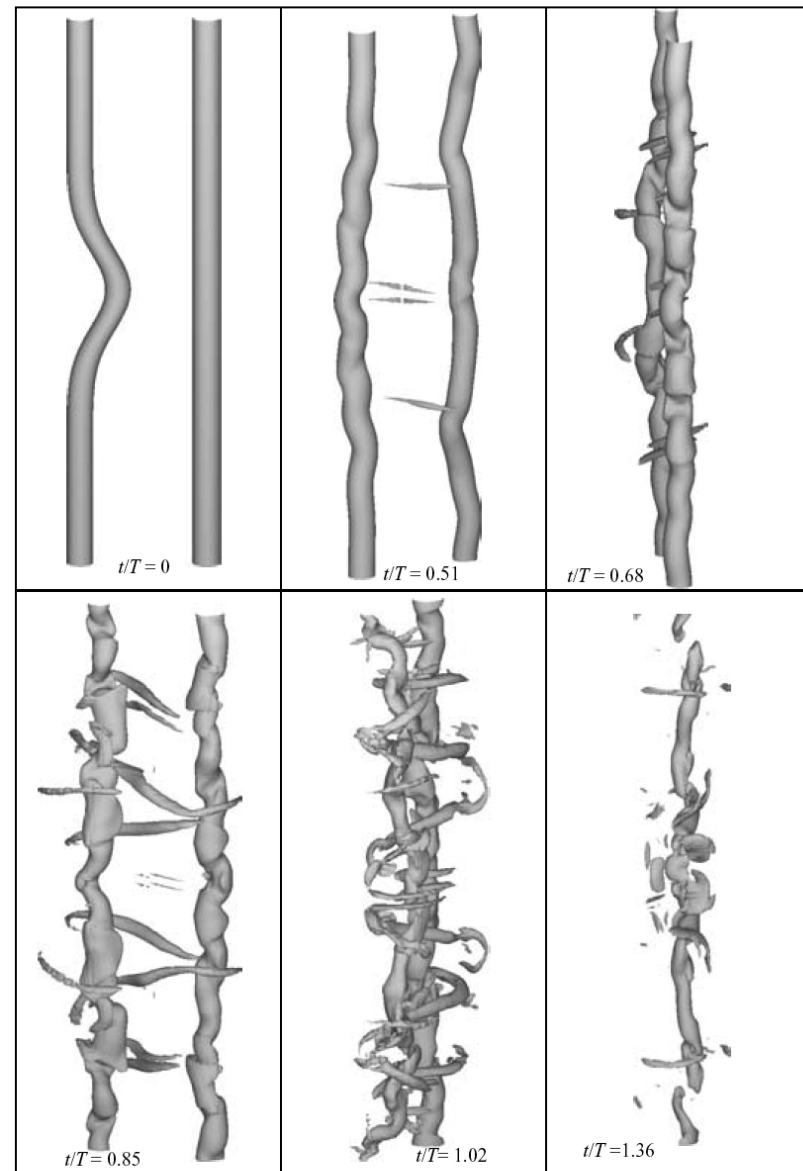 t/T = 0
t/T = 0.51
t/T = 0.68
t/T = 0.85
t/T= 1.02
t/T=1.36